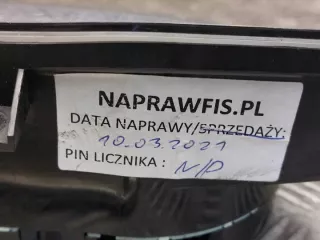 NAPRAWFIS.PL
DATA NAPRAWY/SPRZEDAŻY:
10.03.2021
PIN LICZNIKA : N/P